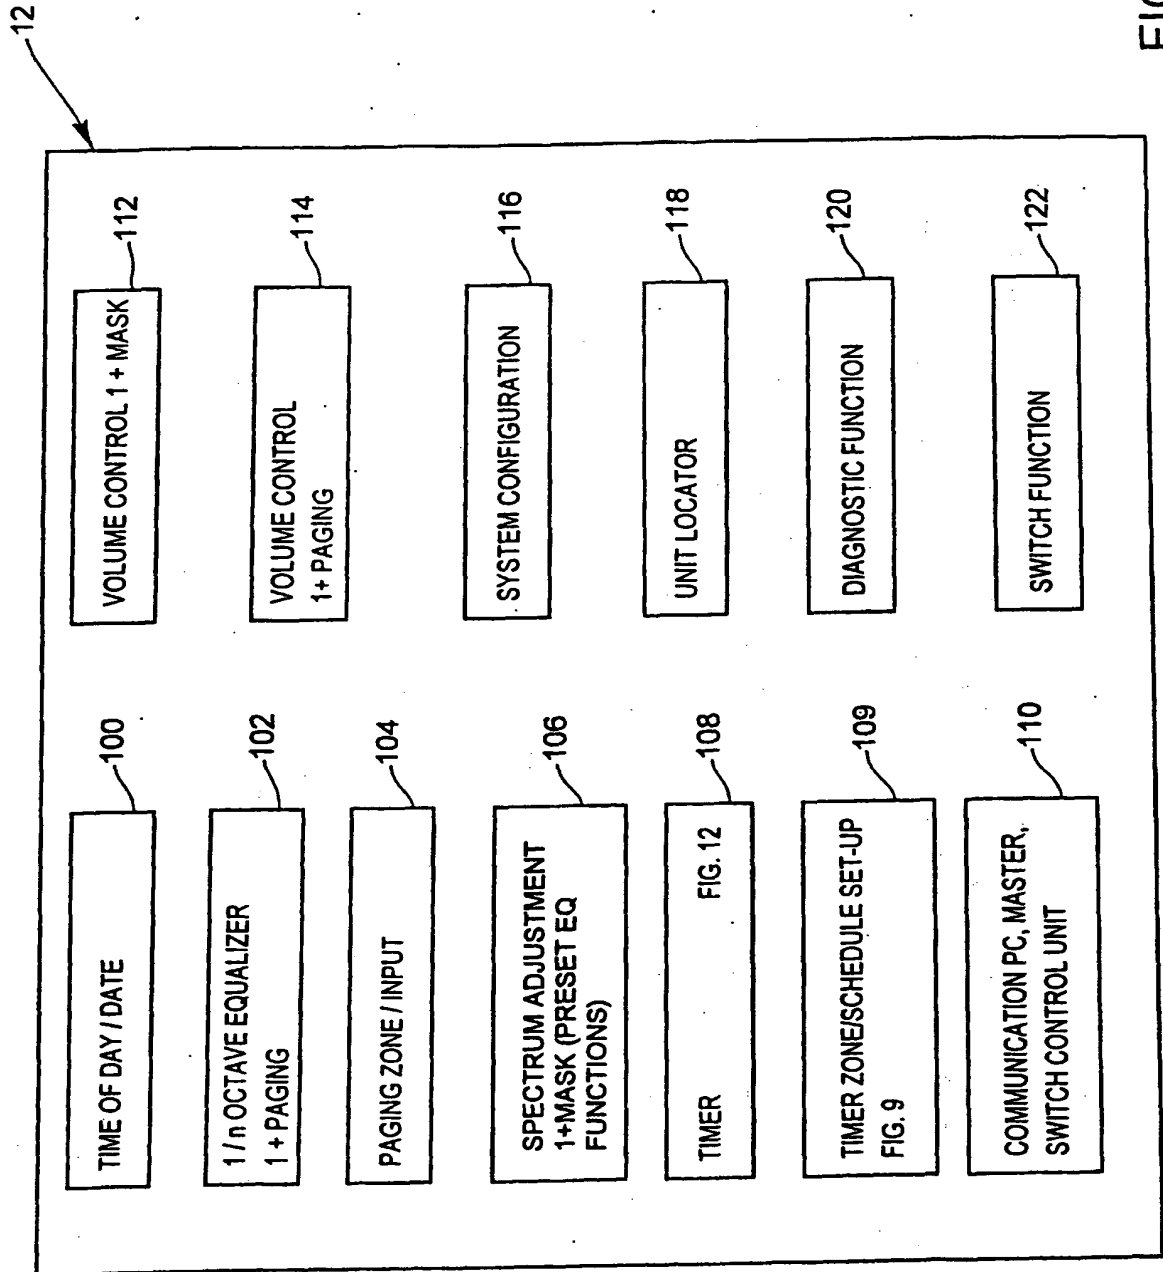 12
TIME OF DAY / DATE
100
1 / n OCTAVE EQUALIZER
1 + PAGING
102
PAGING ZONE / INPUT
104
SPECTRUM ADJUSTMENT
1+MASK (PRESET EQ
FUNCTIONS)
106
TIMER FIG. 12
108
TIMER ZONE/SCHEDULE SET-UP
FIG. 9
109
COMMUNICATION PC, MASTER,
SWITCH CONTROL UNIT
110
VOLUME CONTROL 1 + MASK
112
VOLUME CONTROL
1+ PAGING
114
SYSTEM CONFIGURATION
116
UNIT LOCATOR
118
DIAGNOSTIC FUNCTION
120
SWITCH FUNCTION
122